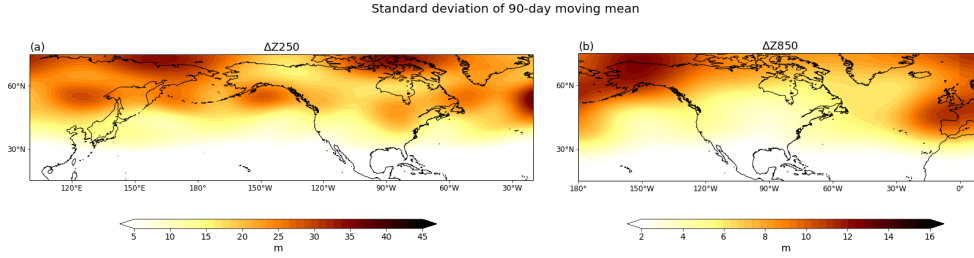 Standard deviation of 90-day moving mean
(a)
ΔZ250
60°N
30°N
120°E
150°E
180°
150°W
120°W
90°W
60°W
30°W
5
10
15
20
25
30
35
40
45
m
(b)
ΔZ850
60°N
30°N
180°
150°W
120°W
90°W
60°W
30°W
0°
2
4
6
8
10
12
14
16
m